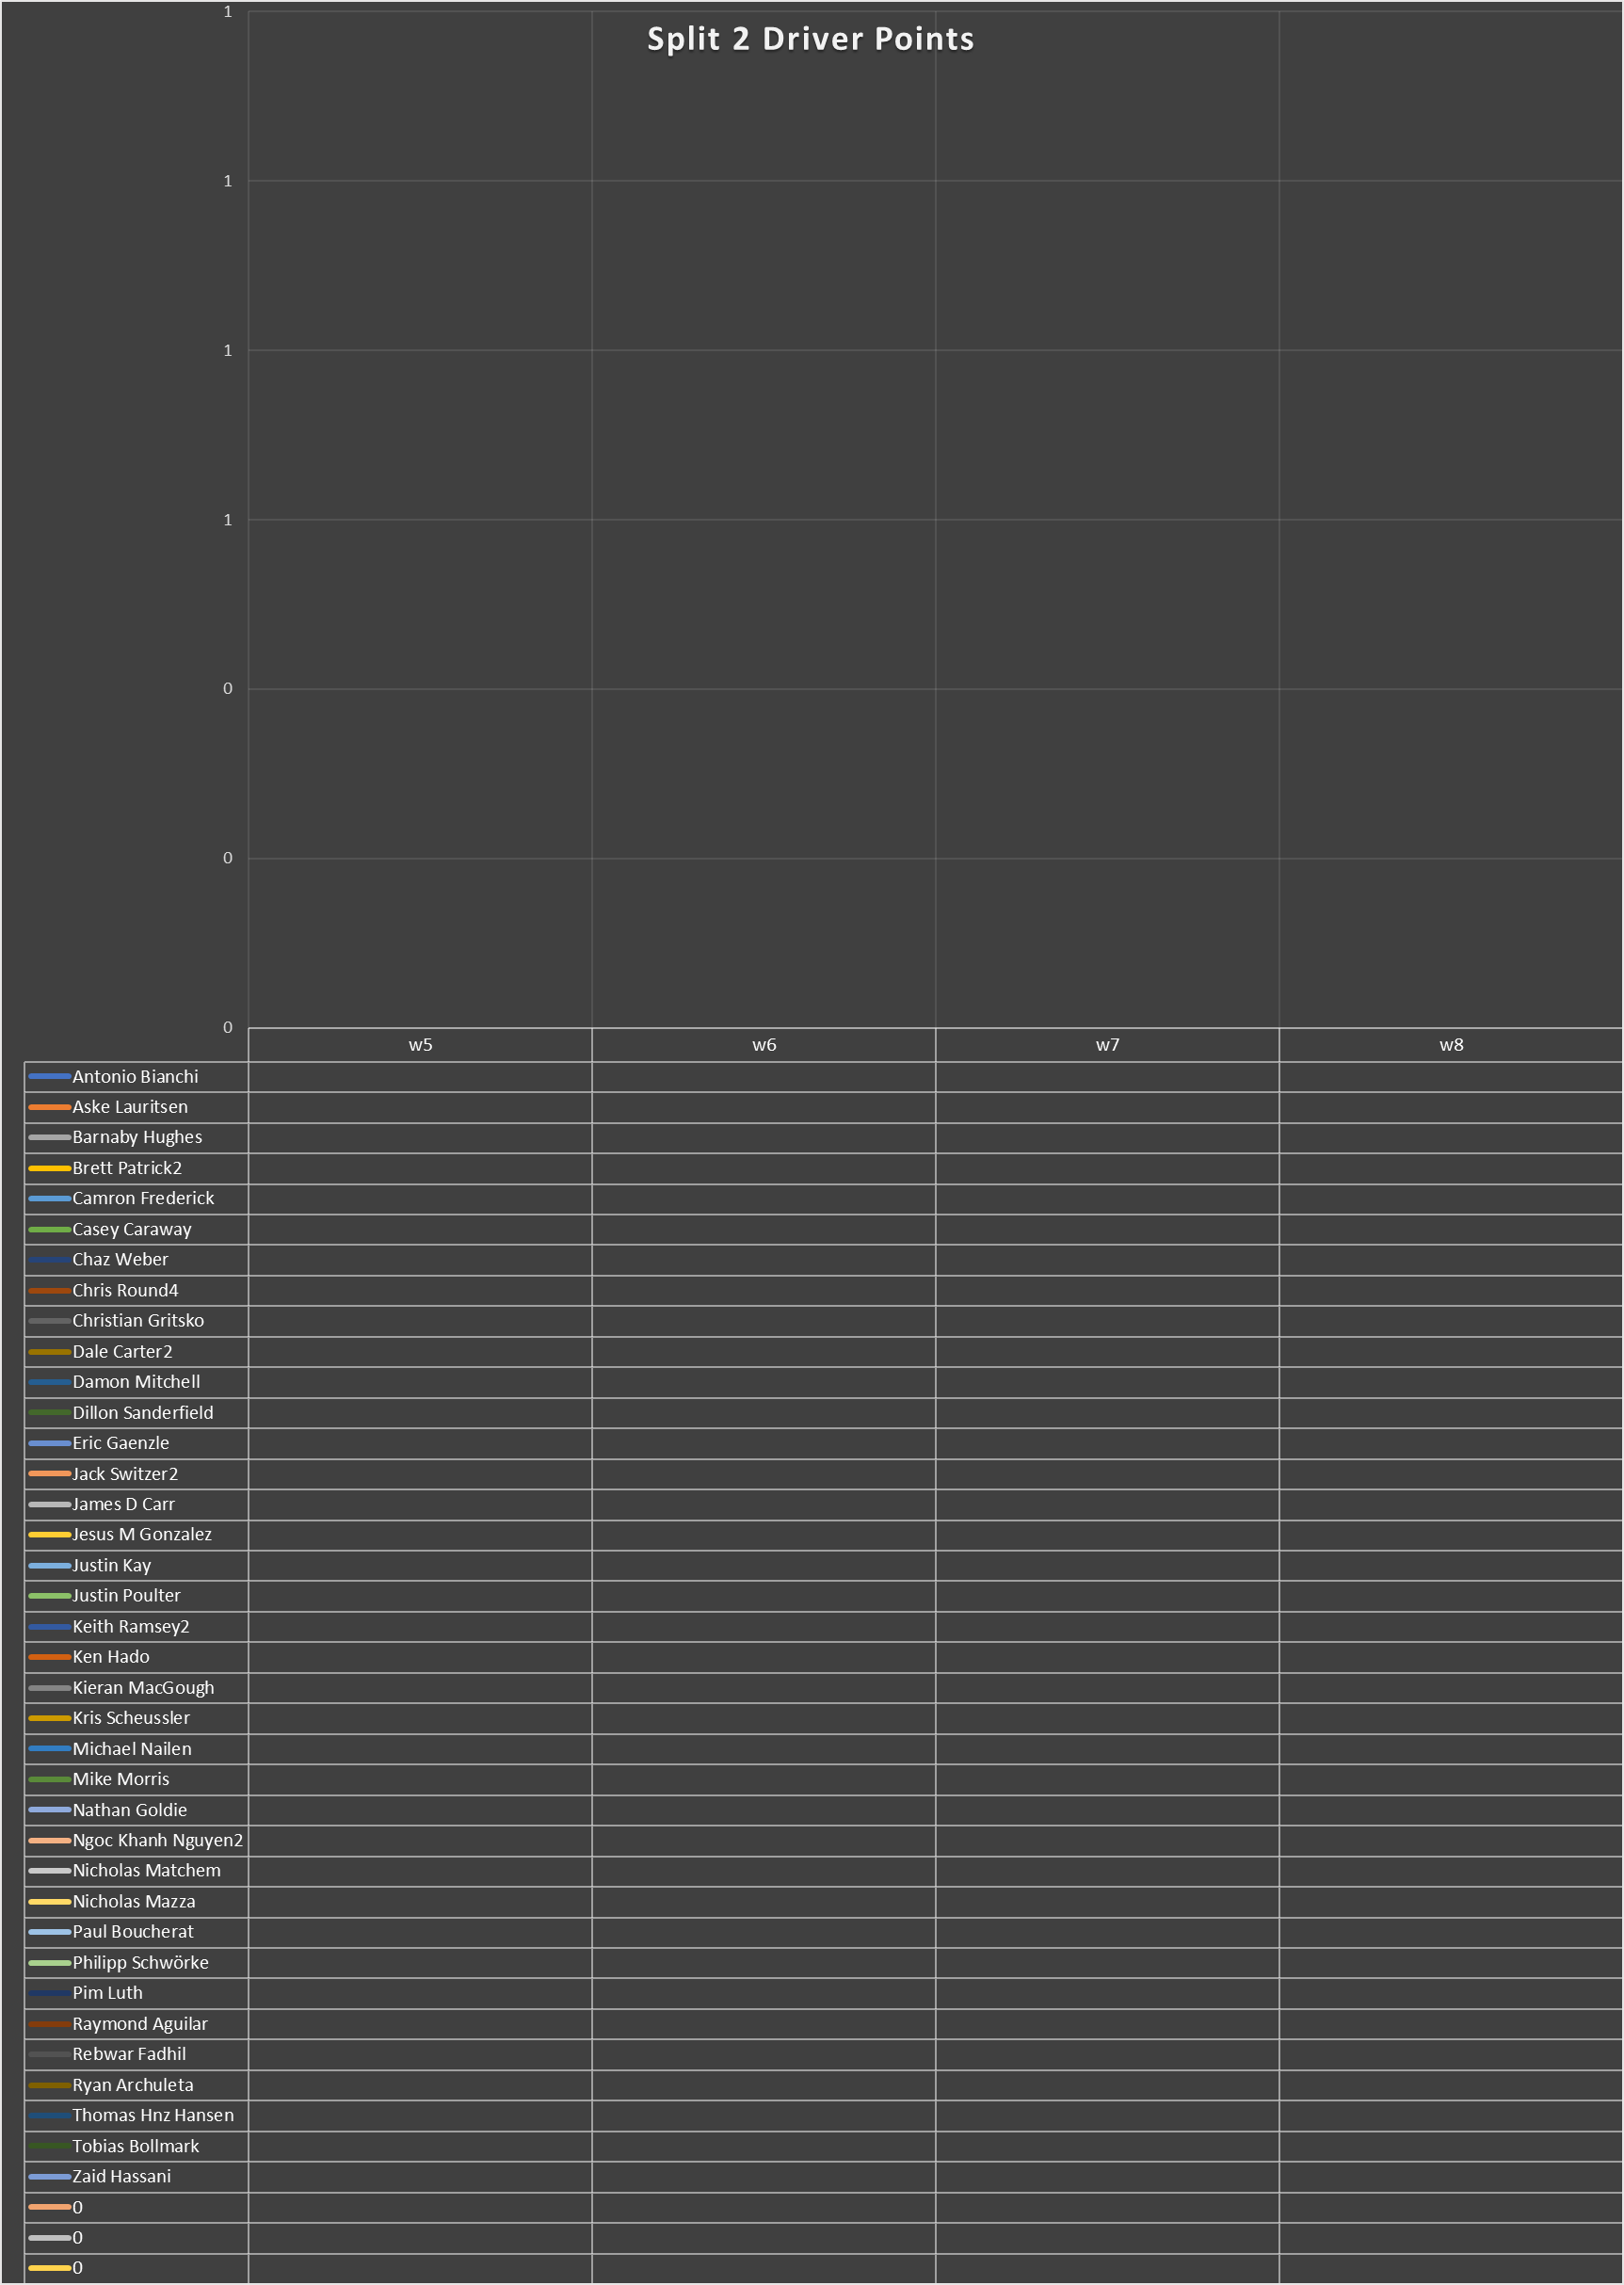 Split 2 Driver Points
1
1
1
1
0
0
0
w5 w6 w7 w8
Antonio Bianchi
Aske Lauritsen
Barnaby Hughes
Brett Patrick2
Camron Frederick
Casey Caraway
Chaz Weber
Chris Round4
Christian Gritsko
Dale Carter2
Damon Mitchell
Dillon Sanderfield
Eric Gaenzle
Jack Switzer2
James D Carr
Jesus M Gonzalez
Justin Kay
Justin Poulter
Keith Ramsey2
Ken Hado
Kieran MacGough
Kris Scheussler
Michael Nailen
Mike Morris
Nathan Goldie
Ngoc Khanh Nguyen2
Nicholas Matchem
Nicholas Mazza
Paul Boucherat
Philipp Schwörke
Pim Luth
Raymond Aguilar
Rebwar Fadhil
Ryan Archuleta
Thomas Hnz Hansen
Tobias Bollmark
Zaid Hassani
0
0
0